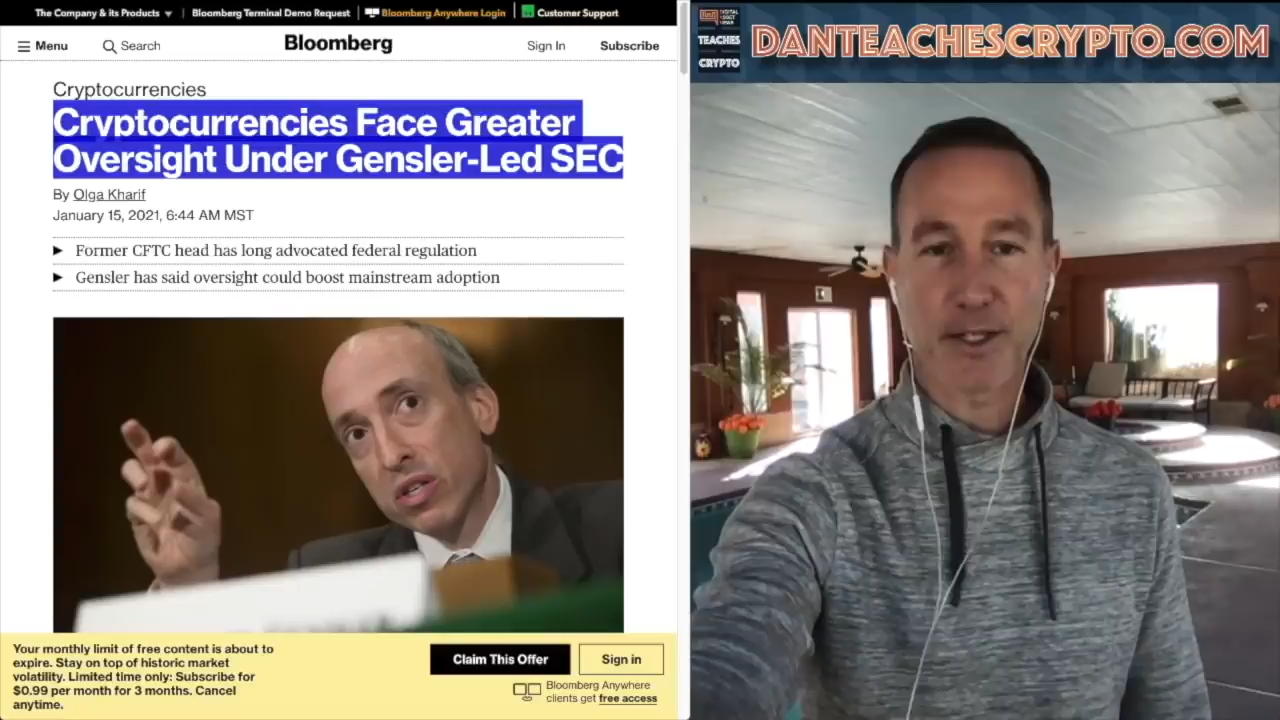 The Company & its Products ▼ Bloomberg Terminal Demo Request Bloomberg Anywhere Login Customer Support
Menu Search Bloomberg Sign In Subscribe
Cryptocurrencies
Cryptocurrencies Face Greater
Oversight Under Gensler-Led SEC
By Olga Kharif
January 15, 2021, 6:44 AM MST
Former CFTC head has long advocated federal regulation
Gensler has said oversight could boost mainstream adoption
Your monthly limit of free content is about to
expire. Stay on top of historic market
volatility. Limited time only: Subscribe for
$0.99 per month for 3 months. Cancel
anytime.
Claim This Offer
Sign in
Bloomberg Anywhere
clients get free access
DIGITAL
ASSET
NEWS
TEACHES
CRYPTO
DANTEACHESCRYPTO.COM